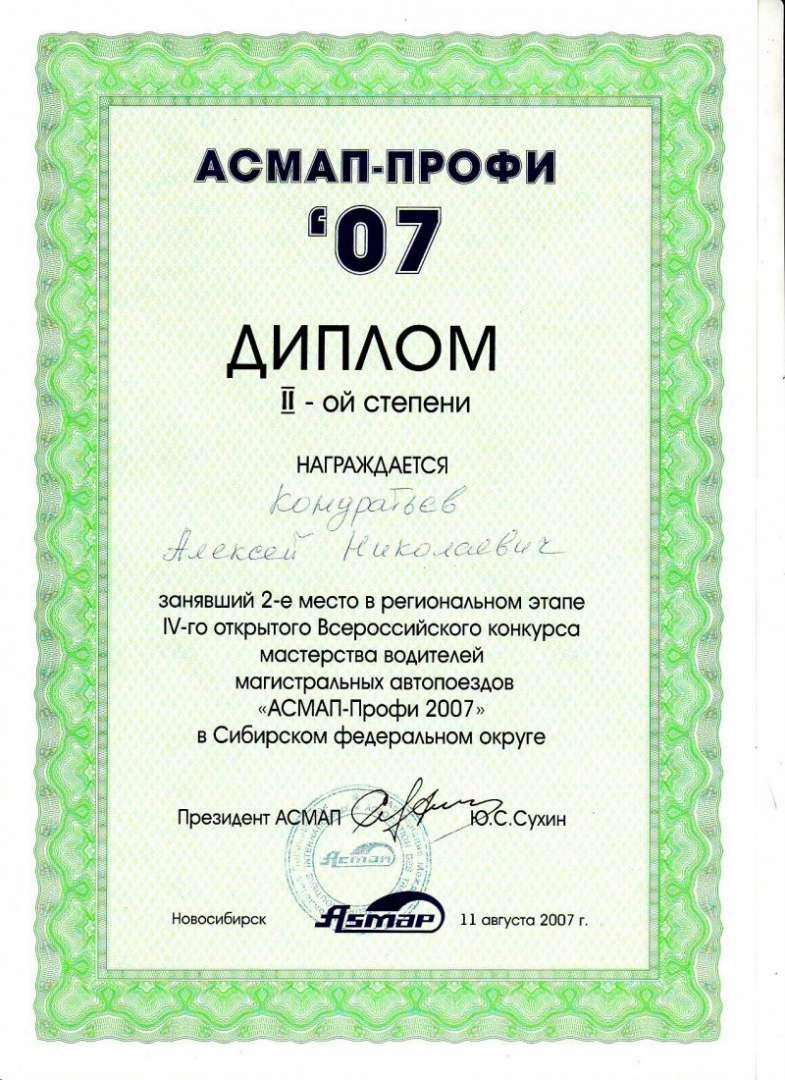 АСМАП-ПРОФИ
‘07
ДИПЛОМ
II - ой степени
НАГРАЖДАЕТСЯ
Кондратьев
Алексей Николаевич
занявший 2-е место в региональном этапе
IV-го открытого Всероссийского конкурса
мастерства водителей
магистральных автопоездов
«АСМАП-Профи 2007»
в Сибирском федеральном округе
Президент АСМАП Ю.С.Сухин
Асмап
Новосибирск Asmap 11 августа 2007 г.